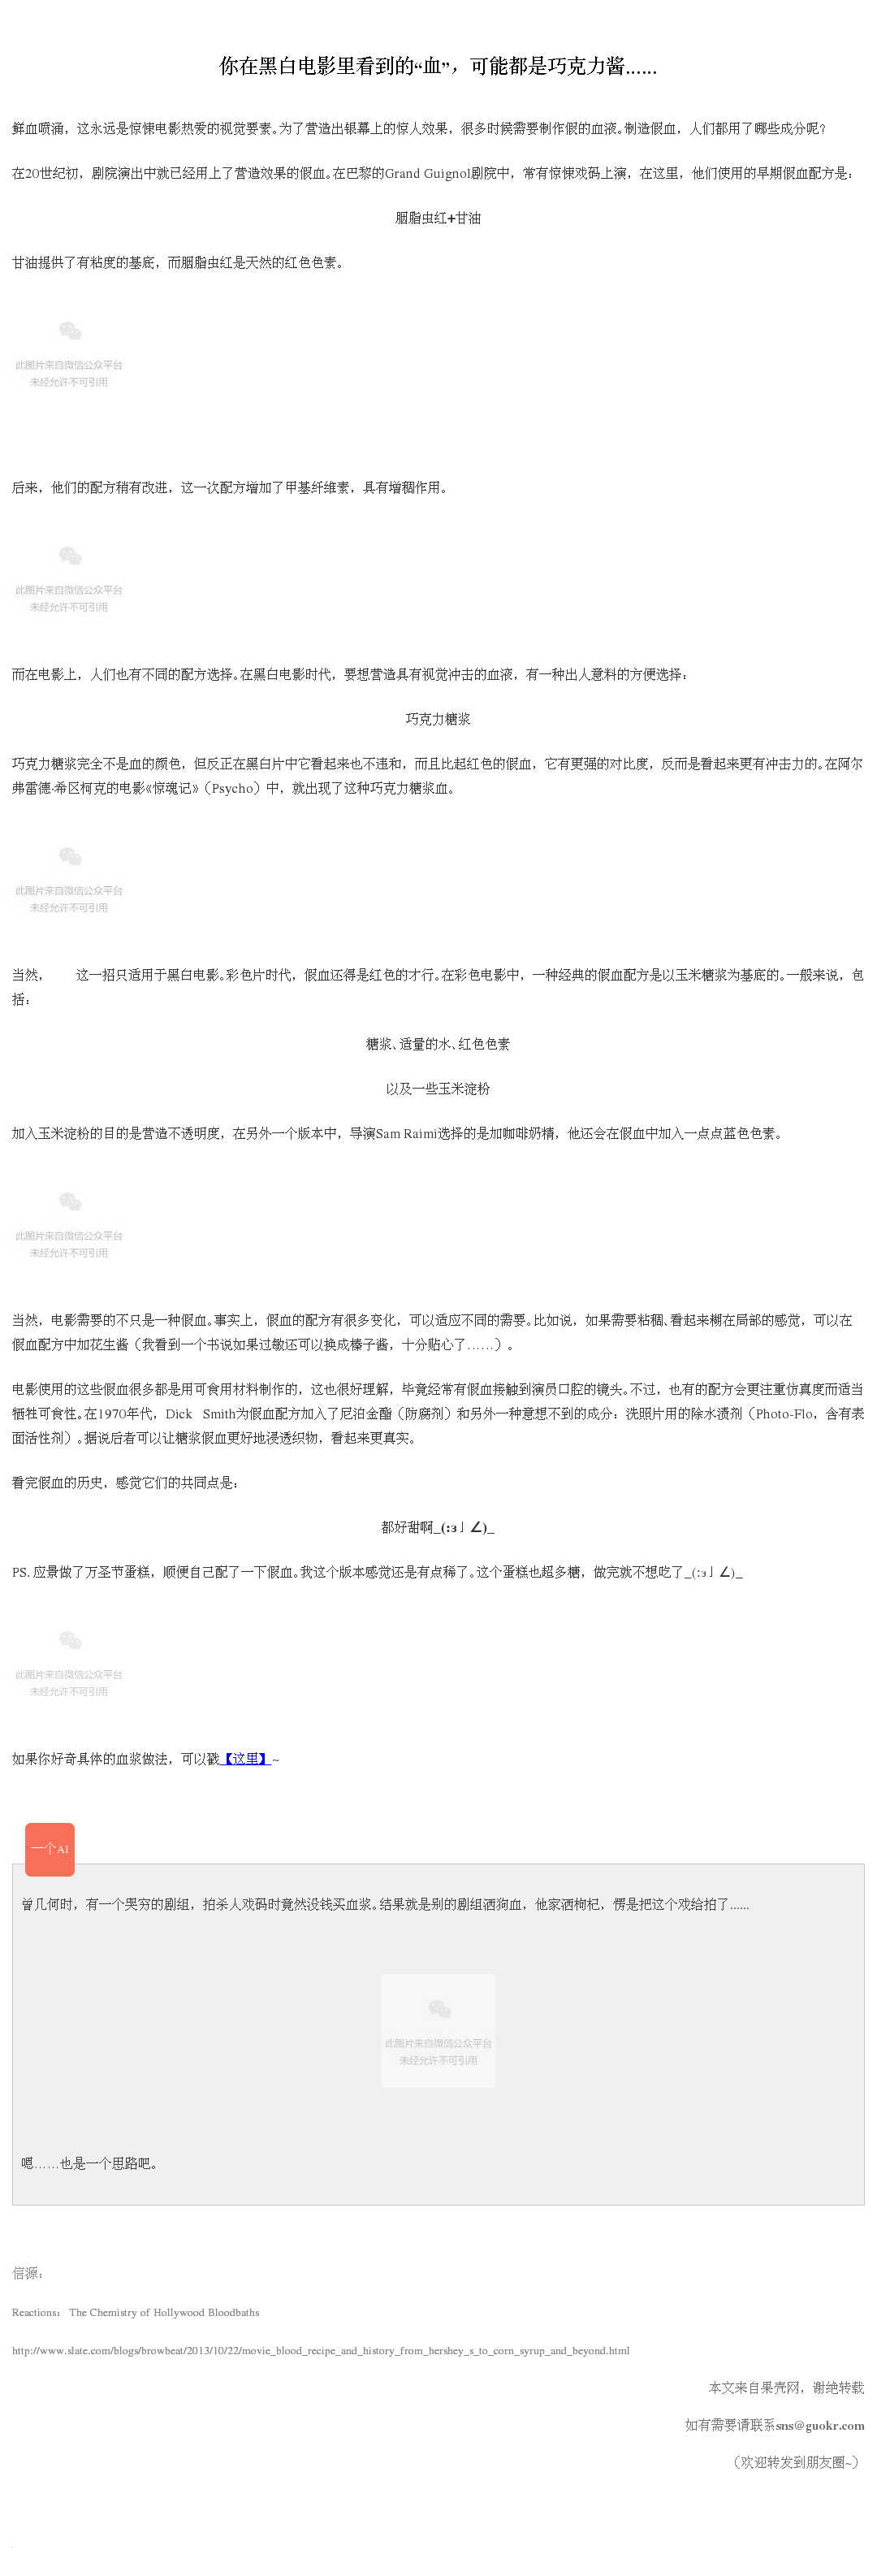 你在黑白电影里看到的“血”，可能都是巧克力酱......
鲜血喷涌，这永远是惊悚电影热爱的视觉要素。为了营造出银幕上的惊人效果，很多时候需要制作假的血液。制造假血，人们都用了哪些成分呢？
在20世纪初，剧院演出中就已经用上了营造效果的假血。在巴黎的Grand Guignol剧院中，常有惊悚戏码上演，在这里，他们使用的早期假血配方是：
胭脂虫红+甘油
甘油提供了有粘度的基底，而胭脂虫红是天然的红色色素。
此图片来自微信公众平台
未经允许不可引用
后来，他们的配方稍有改进，这一次配方增加了甲基纤维素，具有增稠作用。
此图片来自微信公众平台
未经允许不可引用
而在电影上，人们也有不同的配方选择。在黑白电影时代，要想营造具有视觉冲击的血液，有一种出人意料的方便选择：
巧克力糖浆
巧克力糖浆完全不是血的颜色，但反正在黑白片中它看起来也不违和，而且比起红色的假血，它有更强的对比度，反而是看起来更有冲击力的。在阿尔
弗雷德·希区柯克的电影《惊魂记》（Psycho）中，就出现了这种巧克力糖浆血。
此图片来自微信公众平台
未经允许不可引用
当然， 这一招只适用于黑白电影。彩色片时代，假血还得是红色的才行。在彩色电影中，一种经典的假血配方是以玉米糖浆为基底的。一般来说，包
括：
糖浆、适量的水、红色色素
以及一些玉米淀粉
加入玉米淀粉的目的是营造不透明度，在另外一个版本中，导演Sam Raimi选择的是加咖啡奶精，他还会在假血中加入一点点蓝色色素。
此图片来自微信公众平台
未经允许不可引用
当然，电影需要的不只是一种假血。事实上，假血的配方有很多变化，可以适应不同的需要。比如说，如果需要粘稠、看起来糊在局部的感觉，可以在
假血配方中加花生酱（我看到一个书说如果过敏还可以换成榛子酱，十分贴心了……）。
电影使用的这些假血很多都是用可食用材料制作的，这也很好理解，毕竟经常有假血接触到演员口腔的镜头。不过，也有的配方会更注重仿真度而适当
牺牲可食性。在1970年代，Dick Smith为假血配方加入了尼泊金酯（防腐剂）和另外一种意想不到的成分：洗照片用的除水渍剂（Photo-Flo，含有表
面活性剂）。据说后者可以让糖浆假血更好地浸透织物，看起来更真实。
看完假血的历史，感觉它们的共同点是：
都好甜啊_(:з」∠)_
PS. 应景做了万圣节蛋糕，顺便自己配了一下假血。我这个版本感觉还是有点稀了。这个蛋糕也超多糖，做完就不想吃了_(:з」∠)_
此图片来自微信公众平台
未经允许不可引用
如果你好奇具体的血浆做法，可以戳【这里】~
一个AI
曾几何时，有一个哭穷的剧组，拍杀人戏码时竟然没钱买血浆。结果就是别的剧组洒狗血，他家洒枸杞，愣是把这个戏给拍了......
此图片来自微信公众平台
未经允许不可引用
嗯……也是一个思路吧。
信源：
Reactions： The Chemistry of Hollywood Bloodbaths
http://www.slate.com/blogs/browbeat/2013/10/22/movie_blood_recipe_and_history_from_hershey_s_to_corn_syrup_and_beyond.html
本文来自果壳网，谢绝转载
如有需要请联系sns@guokr.com
（欢迎转发到朋友圈~）